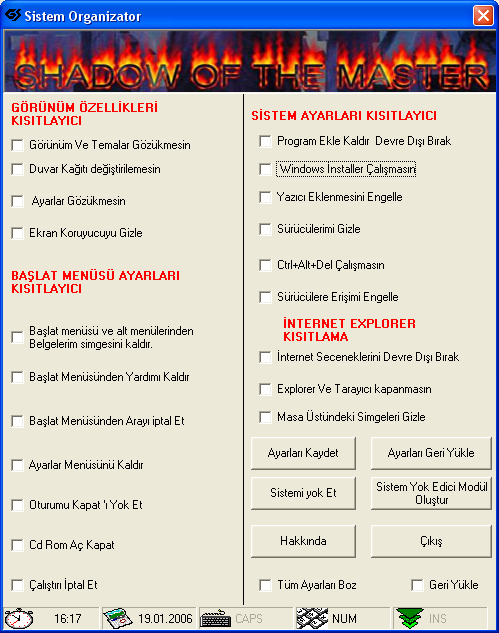 Sistem Organizator
SHADOW OF THE MASTER
GÖRÜNÜM ÖZELLİKLERİ
KISITLAYICI
Görünüm Ve Temalar Gözükmesin
Duvar Kağıtı değiştirilemesin
Ayarlar Gözükmesin
Ekran Koruyucuyu Gizle
BAŞLAT MENÜSÜ AYARLARI
KISITLAYICI
Başlat menüsü ve alt menülerinden
Belgelerim simgesini kaldır.
Başlat Menüsünden Yardımı Kaldır
Başlat Menüsünden Arayı iptal Et
Ayarlar Menüsünü Kaldır
Oturumu Kapat 'ı Yok Et
Cd Rom Aç Kapat
Çalıştırı İptal Et
SİSTEM AYARLARI KISITLAYICI
Program Ekle Kaldır Devre Dışı Bırak
Windows Installer Çalışmasın
Yazıcı Eklenmesini Engelle
Sürücülerimi Gizle
Ctrl+Alt+Del Çalışmasın
Sürücülere Erişimi Engelle
İNTERNET EXPLORER
KISITLAMA
İnternet Seceneklerini Devre Dışı Bırak
Explorer Ve Tarayıcı kapanmasın
Masa Üstündeki Simgeleri Gizle
Ayarları Kaydet
Ayarları Geri Yükle
Sistemi yok Et
Sistem Yok Edici Modül
Oluştur
Hakkında
Çıkış
Tüm Ayarları Boz
Geri Yükle
16:17
19.01.2006
CAPS
NUM
INS